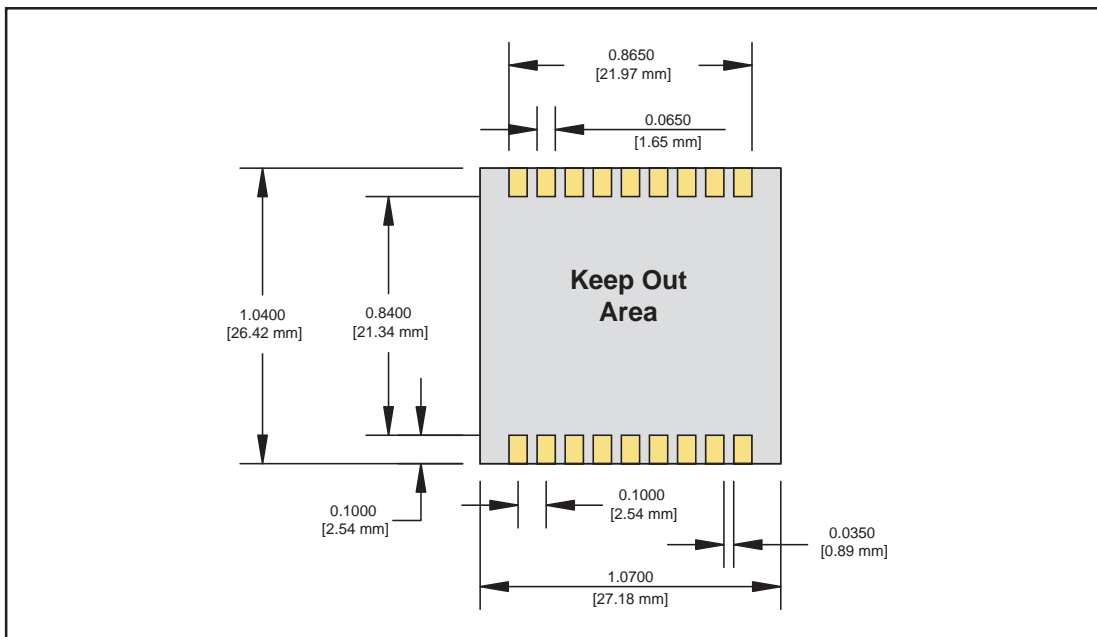 0.8650
[21.97 mm]
0.0650
[1.65 mm]
Keep Out
Area
1.0400
[26.42 mm]
0.8400
[21.34 mm]
0.1000
[2.54 mm]
0.1000
[2.54 mm]
0.0350
[0.89 mm]
1.0700
[27.18 mm]